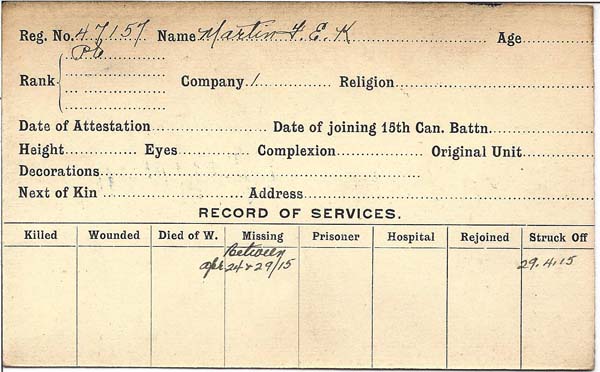 Reg. No. 47157 Name Martin F. E. K Age
Pte
Rank Company 1 Religion
Date of Attestation Date of joining 15th Can. Battn.
Height Eyes Complexion Original Unit
Decorations
Next of Kin Address
RECORD OF SERVICES.
Killed Wounded Died of W. Missing Prisoner Hospital Rejoined Struck Off
Between
Apr 24 & 29/15 29.4.15